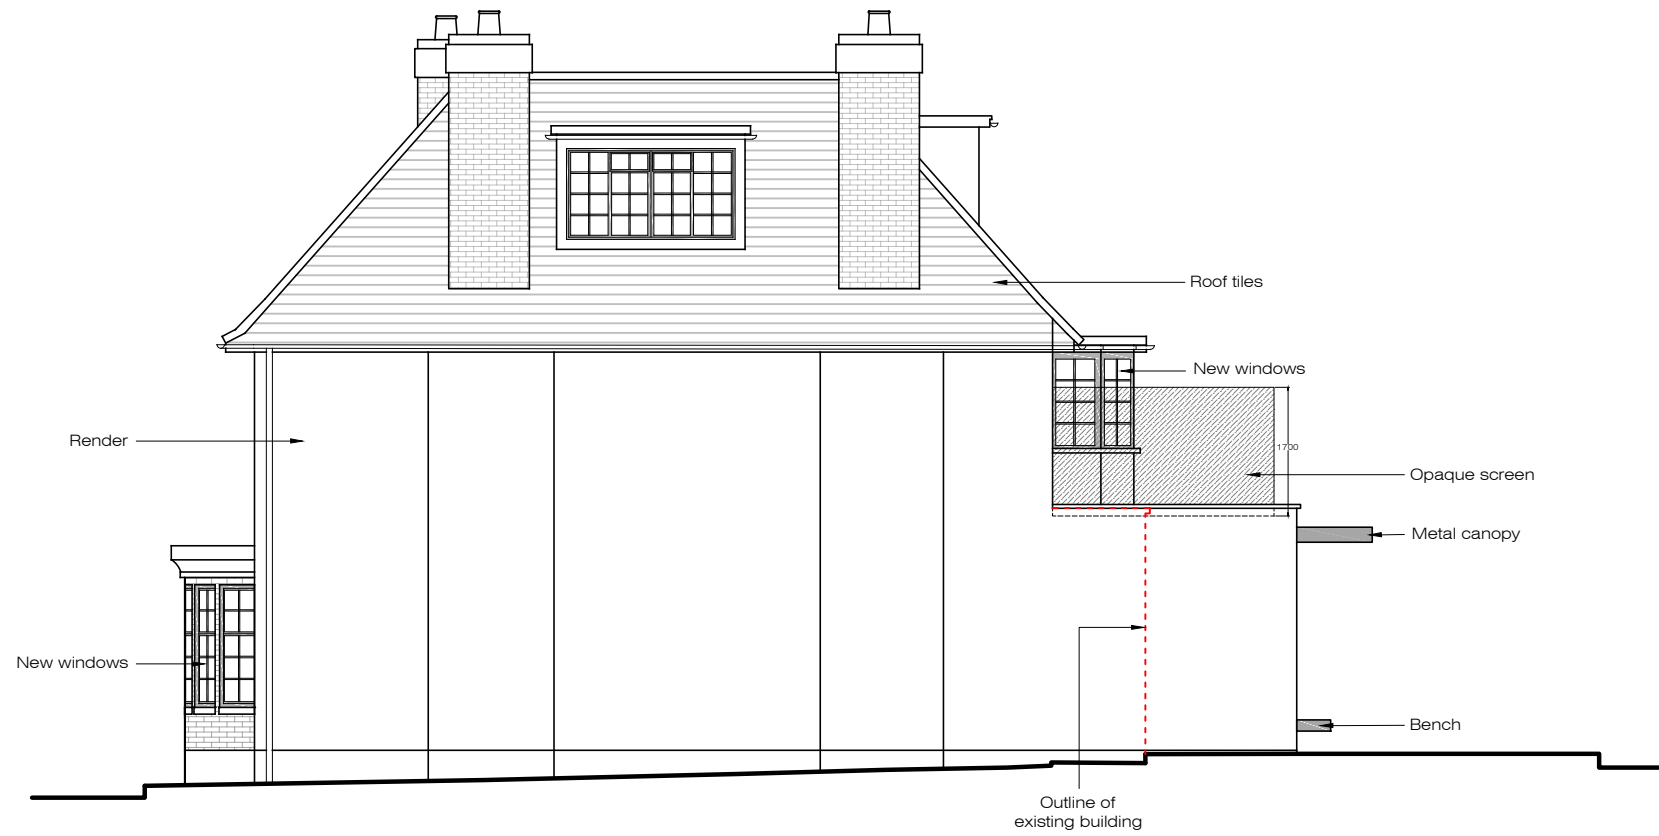 Roof tiles
New windows
Render
1700
Opaque screen
Metal canopy
New windows
Bench
Outline of
existing building